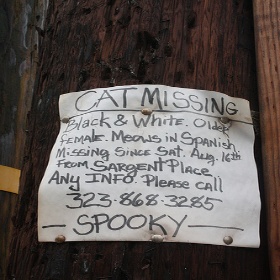 CAT MISSING
Black & White. Older
Female. Meows in Spanish
Missing Since Sat. Aug. 16th
From Sargent Place
Any INFO. Please call
323-868-3285
— SPOOKY —